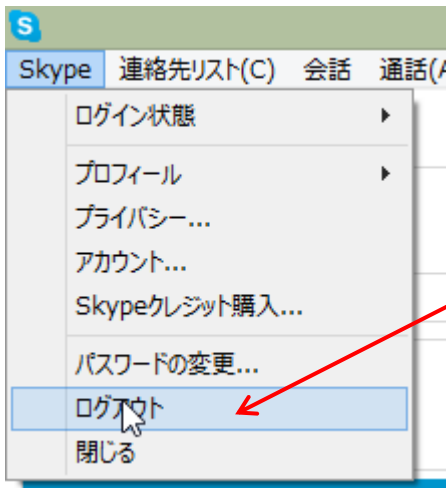 S
Skype 連絡先リスト(C) 会話 通話(A
ログイン状態
プロフィール
プライバシー...
アカウント...
Skypeクレジット購入...
パスワードの変更...
ログアウト
閉じる